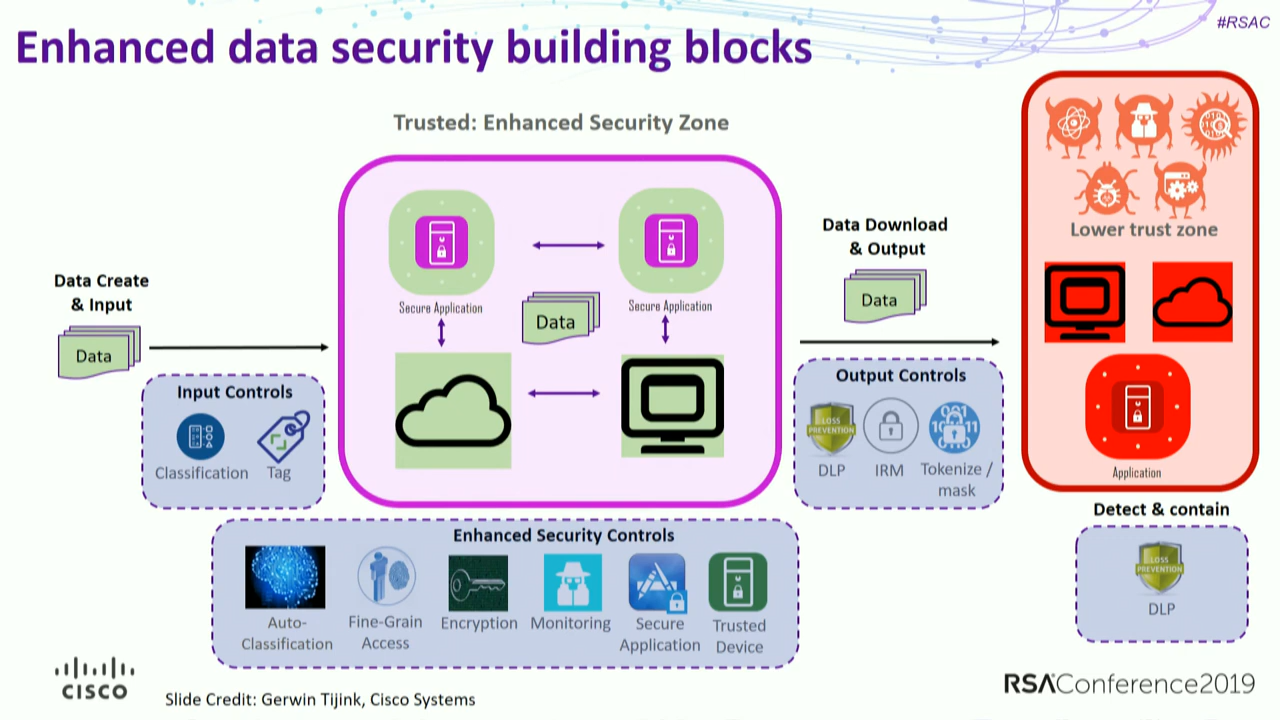 #RSAC
Enhanced data security building blocks
Trusted: Enhanced Security Zone
Data Create
& Input
Data
Input Controls
Classification
Tag
Secure Application
Secure Application
Data
Data Download
& Output
Data
Output Controls
LOSS
PREVENTION
DLP
IRM
Tokenize /
mask
Lower trust zone
Application
Detect & contain
LOSS
PREVENTION
DLP
Enhanced Security Controls
Auto-
Classification
Fine-Grain
Access
Encryption
Monitoring
Secure
Application
Trusted
Device
CISCO
Slide Credit: Gerwin Tijink, Cisco Systems
RSAConference2019